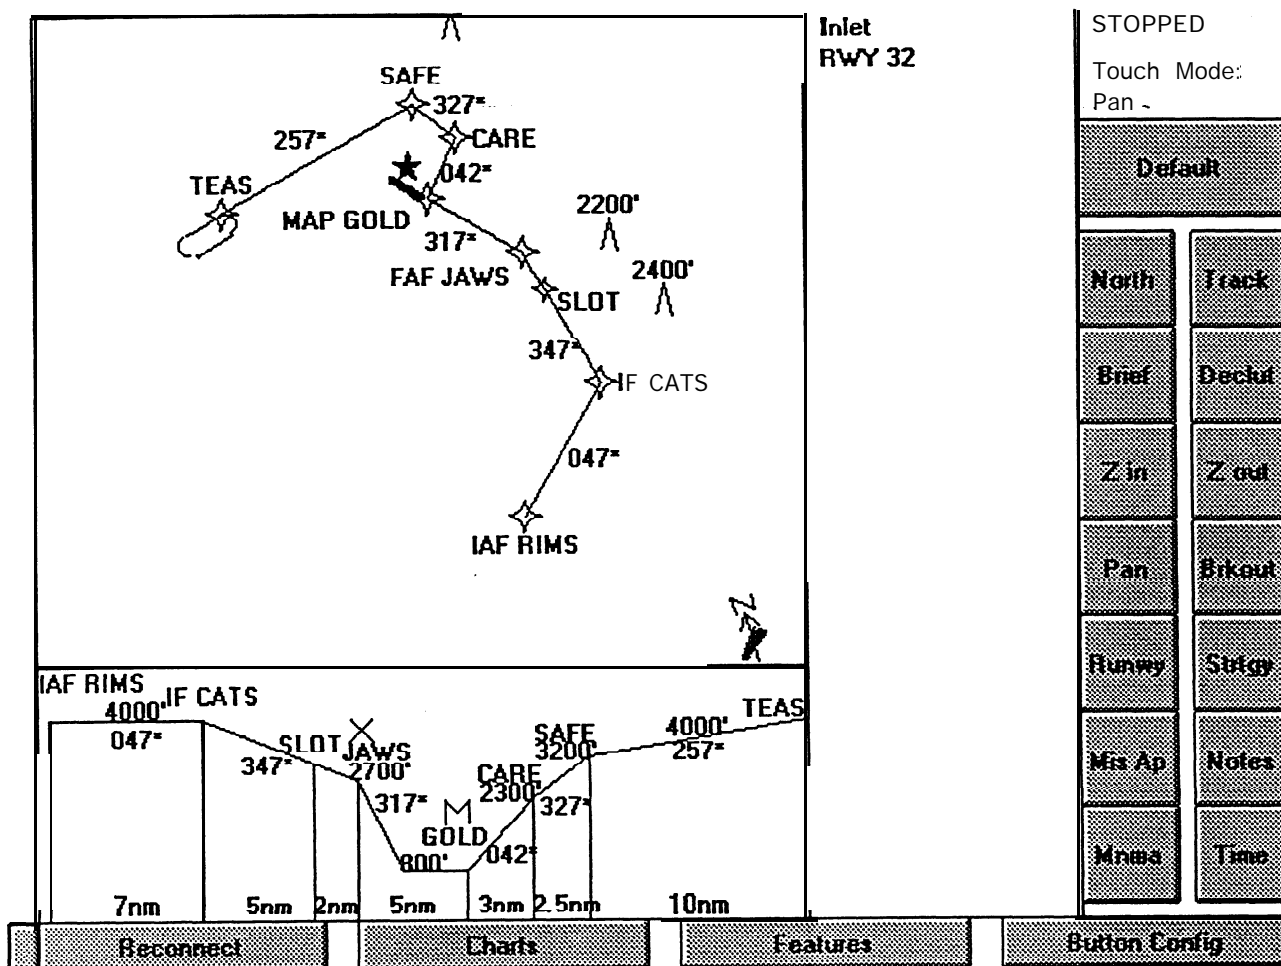 Inlet
RWY 32
STOPPED
Touch Mode:
Pan
SAFE
327°
CARE
257°
042°
TEAS
MAP GOLD
2200'
317°
FAF JAWS
2400'
SLOT
347°
IF CATS
047°
IAF RIMS
N
Default
North
Track
Brief
Declut
Z in
Z out
Pan
Brkout
Runwy
Strtgy
Mis Ap
Notes
Mnma
Time
IAF RIMS
IF CATS
4000'
047°
SLOT
JAWS
347°
2700'
317°
M
GOLD
800'
042°
CARE
2300'
327°
SAFE
3200'
4000'
257°
TEAS
7nm
5nm
2nm
5nm
3nm
2.5nm
10nm
Reconnect
Charts
Features
Button Config